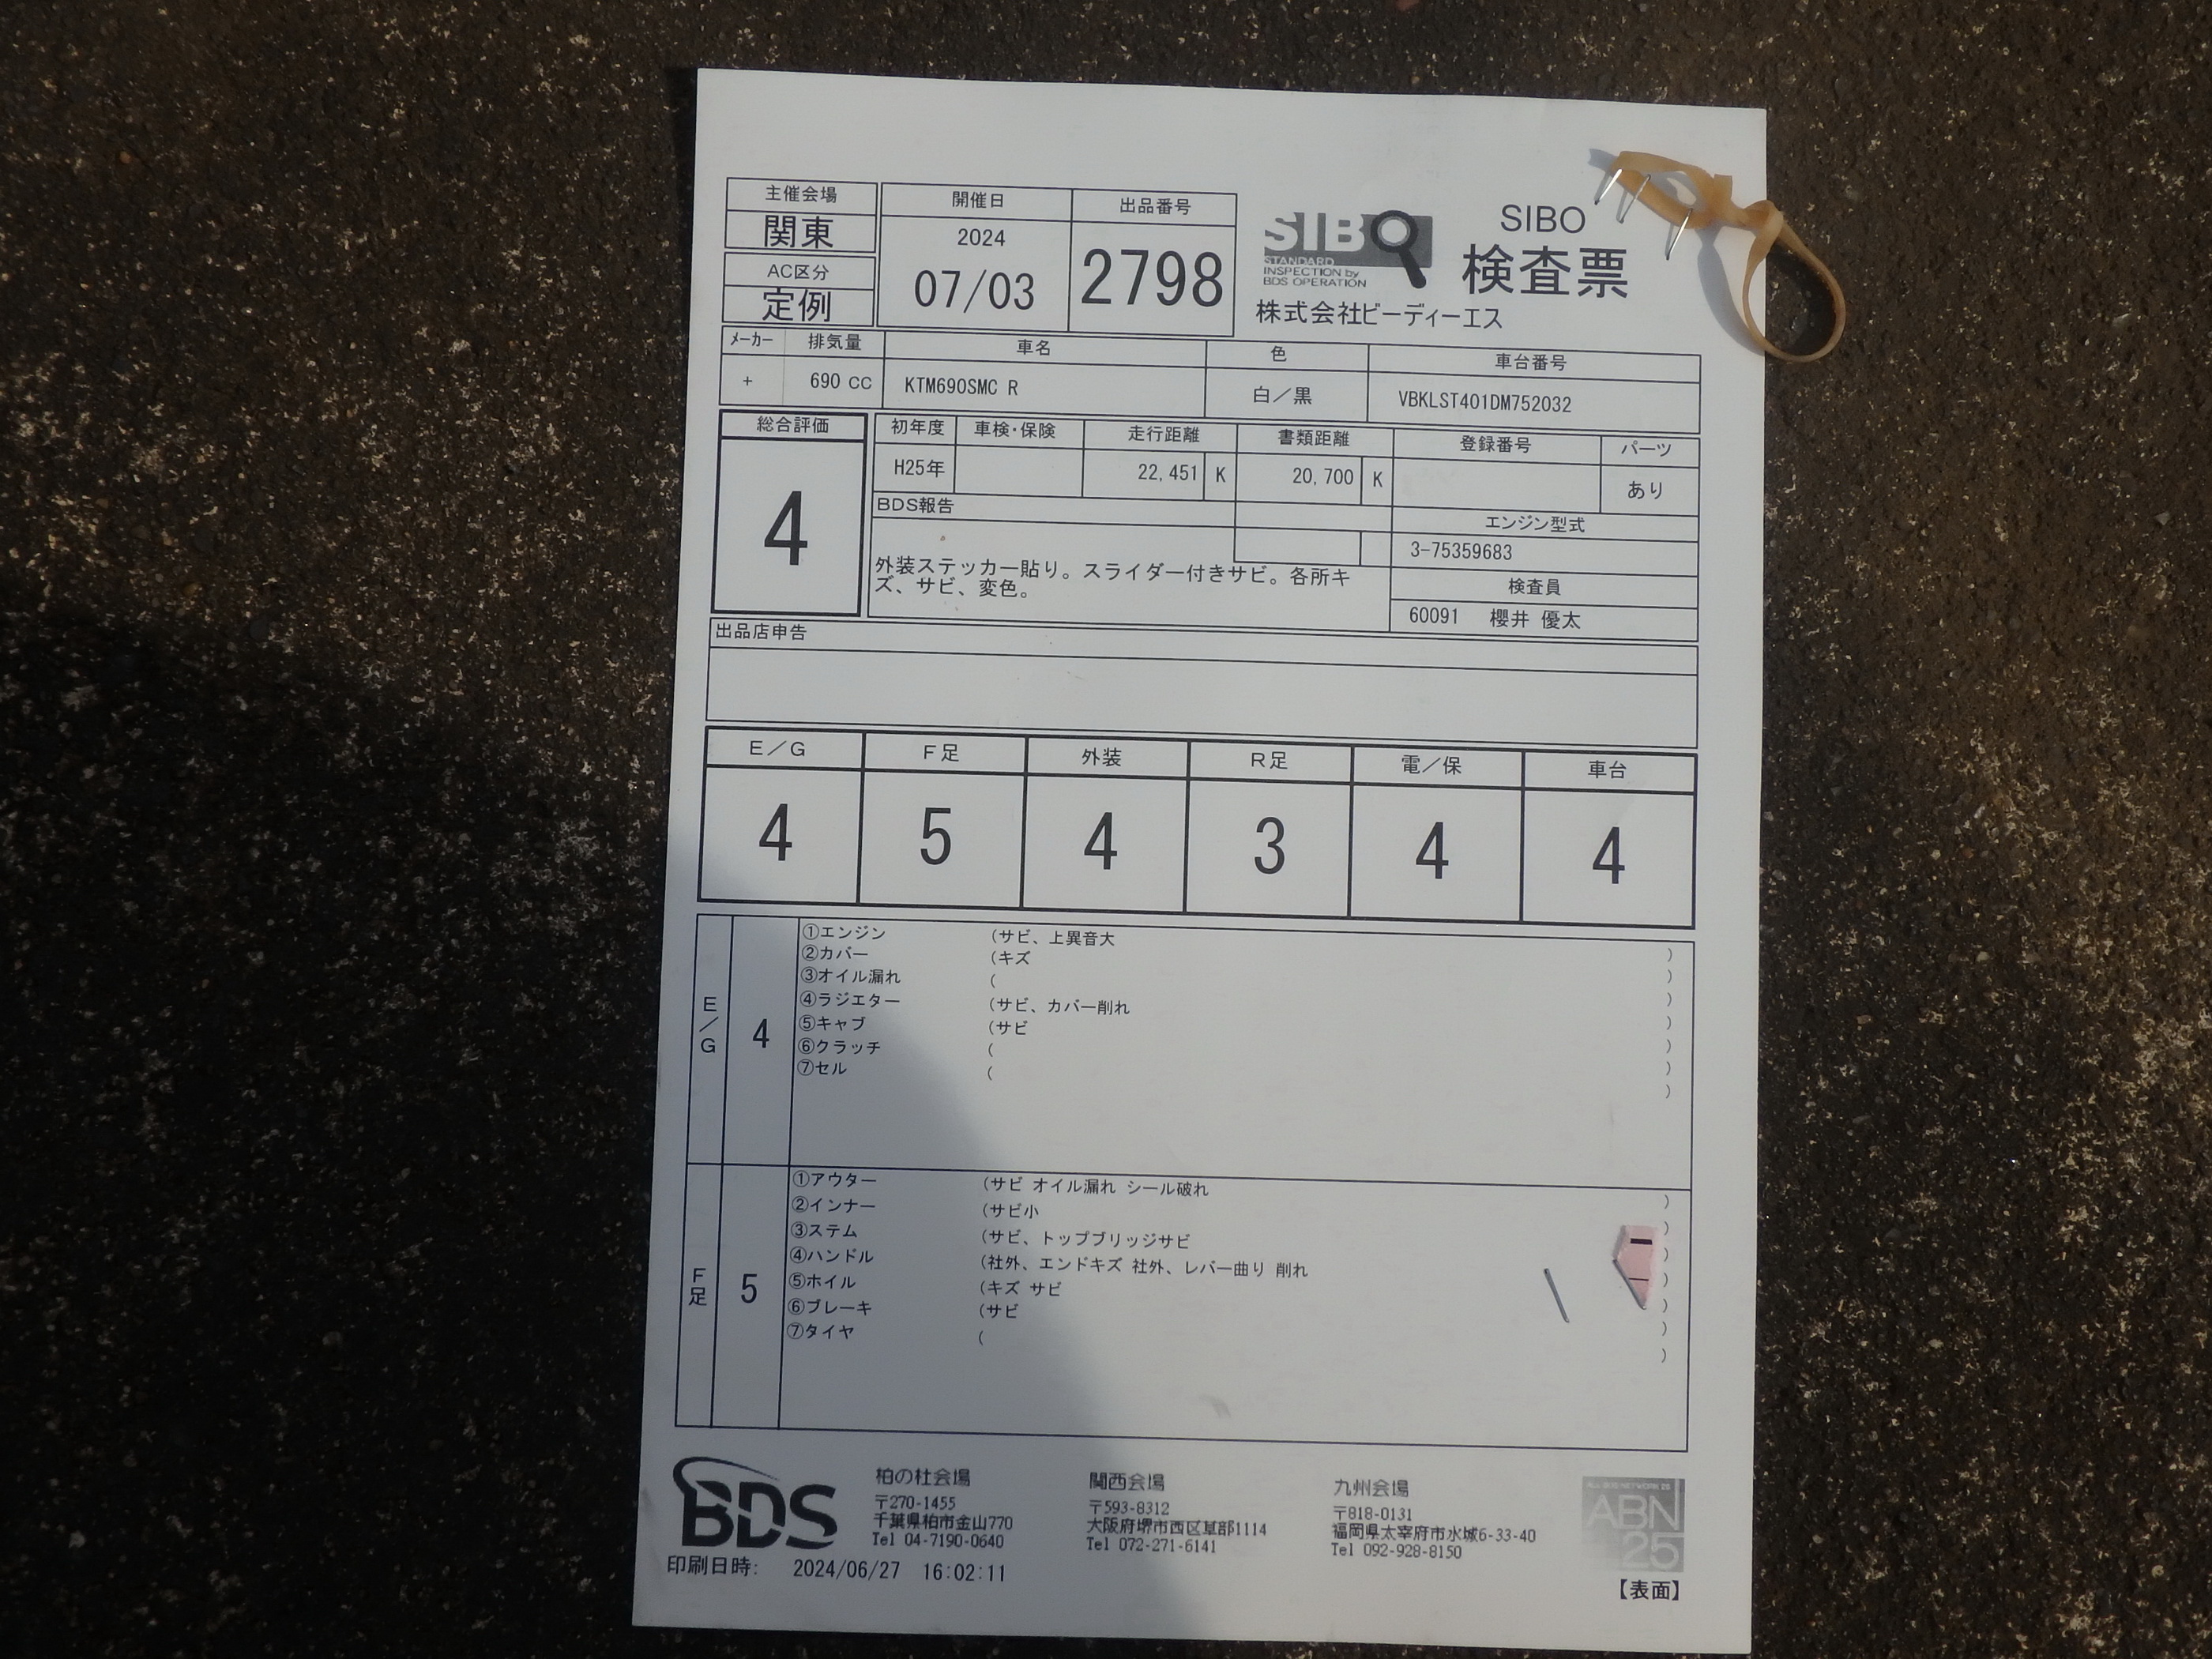 主催会場
関東
AC区分
定例
開催日
2024
07/03
出品番号
2798
SIBO
STANDARD
INSPECTION by
BDS OPERATION
SIBO
検査票
株式会社ビーディーエス
メーカー 排気量 車名 色 車台番号
+ 690 CC KTM690SMC R 白/黒 VBKLST401DM752032
総合評価
4
初年度 車検・保険 走行距離 書類距離 登録番号 パーツ
H25年 22,451 K 20,700 K あり
BDS報告
外装ステッカー貼り。スライダー付きサビ。各所キ
ズ、サビ、変色。
エンジン型式
3-75359683
検査員
60091 櫻井 優太
出品店申告
E/G F足 外装 R足 電/保 車台
4 5 4 3 4 4
E/G
4
①エンジン (サビ、上異音大 )
②カバー (キズ )
③オイル漏れ ( )
④ラジエター (サビ、カバー削れ )
⑤キャブ (サビ )
⑥クラッチ ( )
⑦セル ( )
F足
5
①アウター (サビ オイル漏れ シール破れ )
②インナー (サビ小 )
③ステム (サビ、トップブリッジサビ )
④ハンドル (社外、エンドキズ 社外、レバー曲り 削れ )
⑤ホイル (キズ サビ )
⑥ブレーキ (サビ )
⑦タイヤ ( )
BDS
柏の杜会場
〒270-1455
千葉県柏市金山770
Tel 04-7190-0640
関西会場
〒593-8312
大阪府堺市西区草部1114
Tel 072-271-6141
九州会場
〒818-0131
福岡県太宰府市水城6-33-40
Tel 092-928-8150
ABN
25
印刷日時: 2024/06/27 16:02:11
【表面】